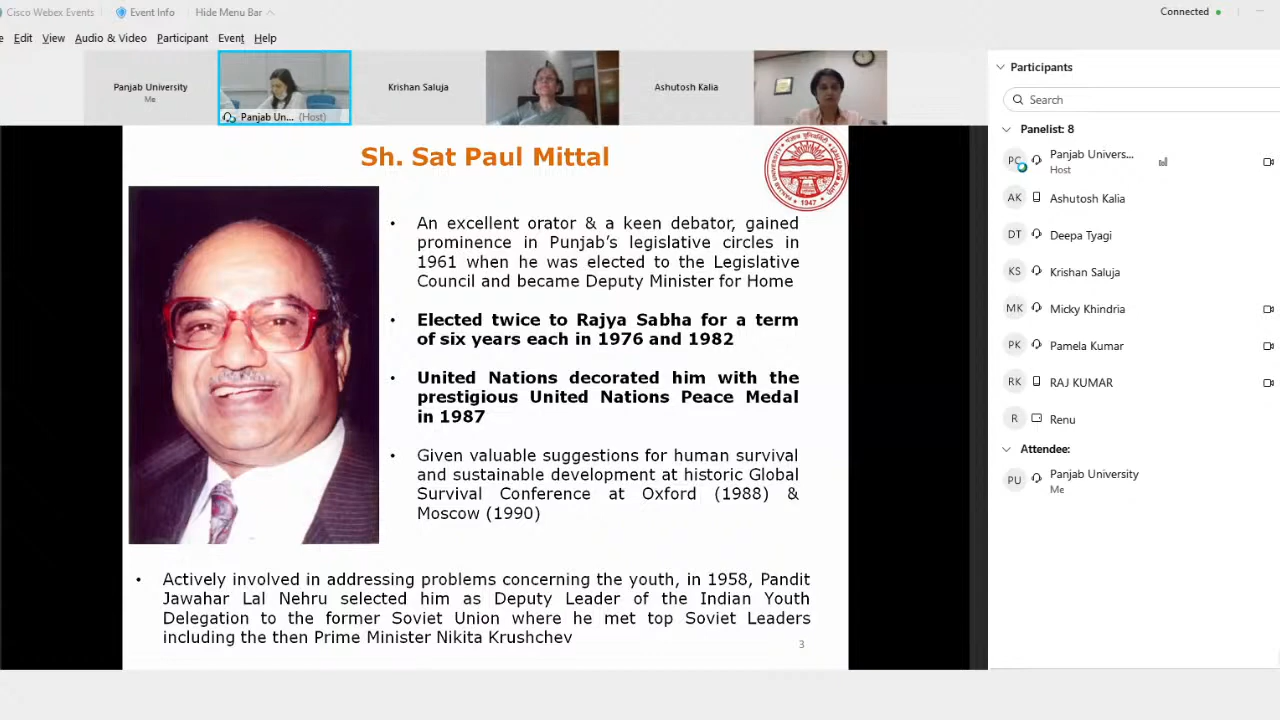 Cisco Webex Events
Event Info
Hide Menu Bar
Connected
Edit View Audio & Video Participant Event Help
Panjab University
Me
Panjab Un... (Host)
Krishan Saluja
Ashutosh Kalia
Sh. Sat Paul Mittal
1947
• An excellent orator & a keen debator, gained
prominence in Punjab’s legislative circles in
1961 when he was elected to the Legislative
Council and became Deputy Minister for Home
• Elected twice to Rajya Sabha for a term
of six years each in 1976 and 1982
• United Nations decorated him with the
prestigious United Nations Peace Medal
in 1987
• Given valuable suggestions for human survival
and sustainable development at historic Global
Survival Conference at Oxford (1988) &
Moscow (1990)
• Actively involved in addressing problems concerning the youth, in 1958, Pandit
Jawahar Lal Nehru selected him as Deputy Leader of the Indian Youth
Delegation to the former Soviet Union where he met top Soviet Leaders
including the then Prime Minister Nikita Krushchev
3
Participants
Search
Panelist: 8
Panjab Univers...
Host
AK Ashutosh Kalia
DT Deepa Tyagi
KS Krishan Saluja
MK Micky Khindria
PK Pamela Kumar
RK RAJ KUMAR
R Renu
Attendee:
PU Panjab University
Me